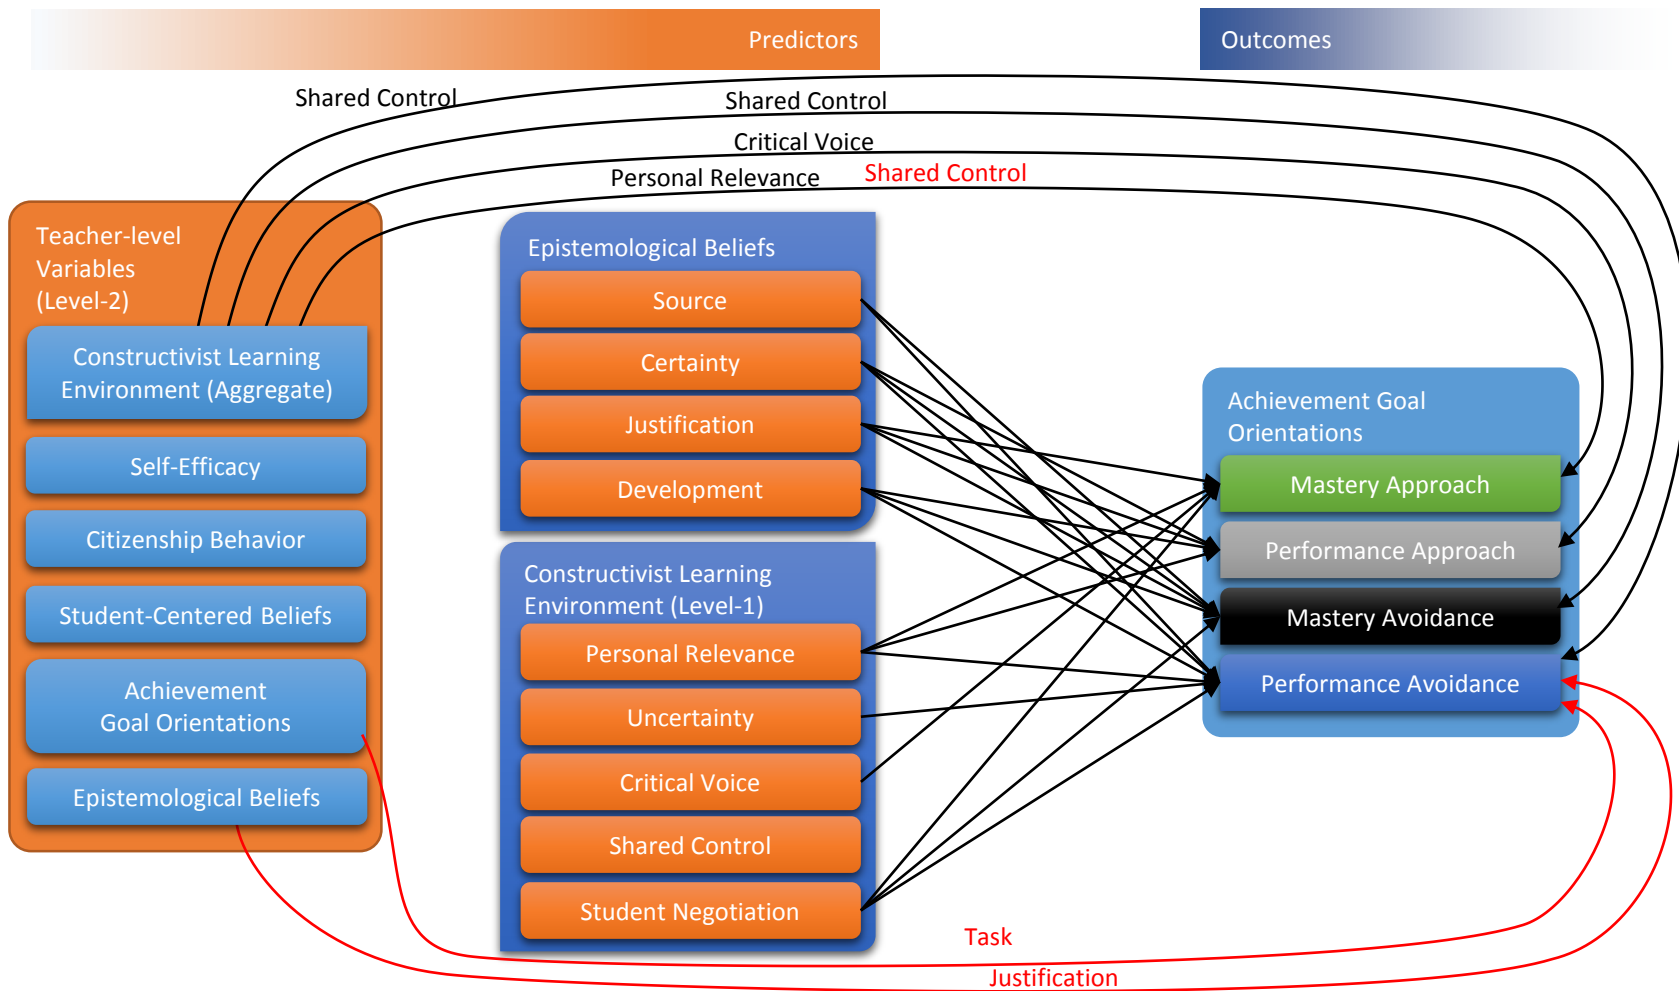 Predictors
Outcomes
Shared Control
Shared Control
Critical Voice
Personal Relevance
Shared Control
Teacher-level
Variables
(Level-2)
Constructivist Learning
Environment (Aggregate)
Self-Efficacy
Citizenship Behavior
Student-Centered Beliefs
Achievement
Goal Orientations
Epistemological Beliefs
Epistemological Beliefs
Source
Certainty
Justification
Development
Constructivist Learning
Environment (Level-1)
Personal Relevance
Uncertainty
Critical Voice
Shared Control
Student Negotiation
Achievement Goal
Orientations
Mastery Approach
Performance Approach
Mastery Avoidance
Performance Avoidance
Task
Justification